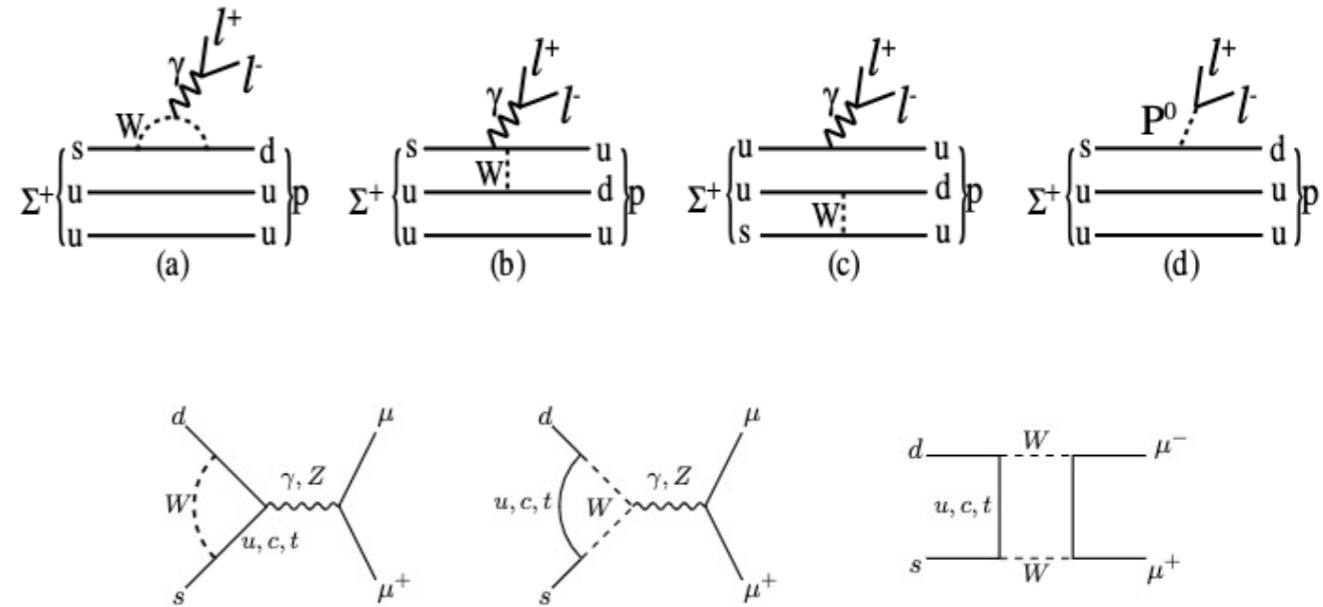 l+ l+ l+ l+
γ l- γ l- γ l- P⁰ l-
W
s d s u u u s d
Σ+ u u p Σ+ u W d p Σ+ u d p Σ+ u u p
u u u u s W u u u
(a) (b) (c) (d)
d μ d μ d W μ⁻
W γ, Z u, c, t W γ, Z u, c, t
u, c, t
s μ⁺ s μ⁺ s W μ⁺